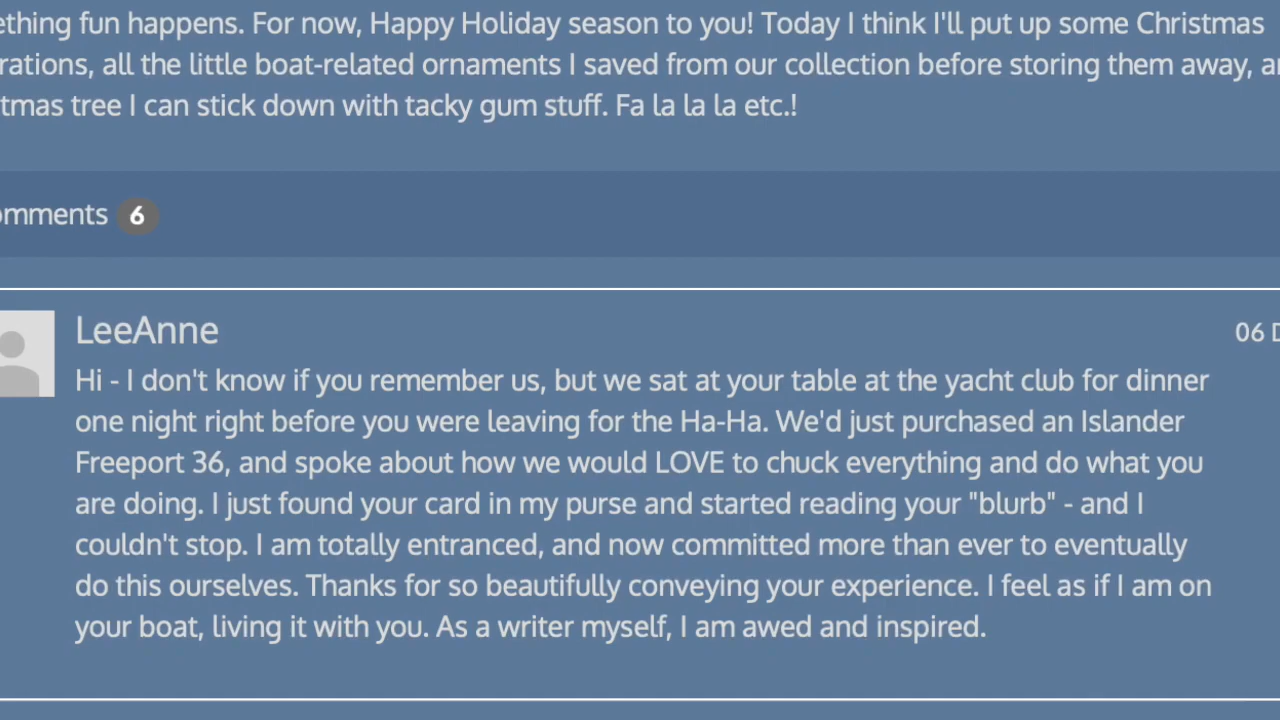 ething fun happens. For now, Happy Holiday season to you! Today I think I'll put up some Christmas
rations, all the little boat-related ornaments I saved from our collection before storing them away, a
tmas tree I can stick down with tacky gum stuff. Fa la la la etc.!
omments 6
LeeAnne
06 D
Hi - I don't know if you remember us, but we sat at your table at the yacht club for dinner
one night right before you were leaving for the Ha-Ha. We'd just purchased an Islander
Freeport 36, and spoke about how we would LOVE to chuck everything and do what you
are doing. I just found your card in my purse and started reading your "blurb" - and I
couldn't stop. I am totally entranced, and now committed more than ever to eventually
do this ourselves. Thanks for so beautifully conveying your experience. I feel as if I am on
your boat, living it with you. As a writer myself, I am awed and inspired.